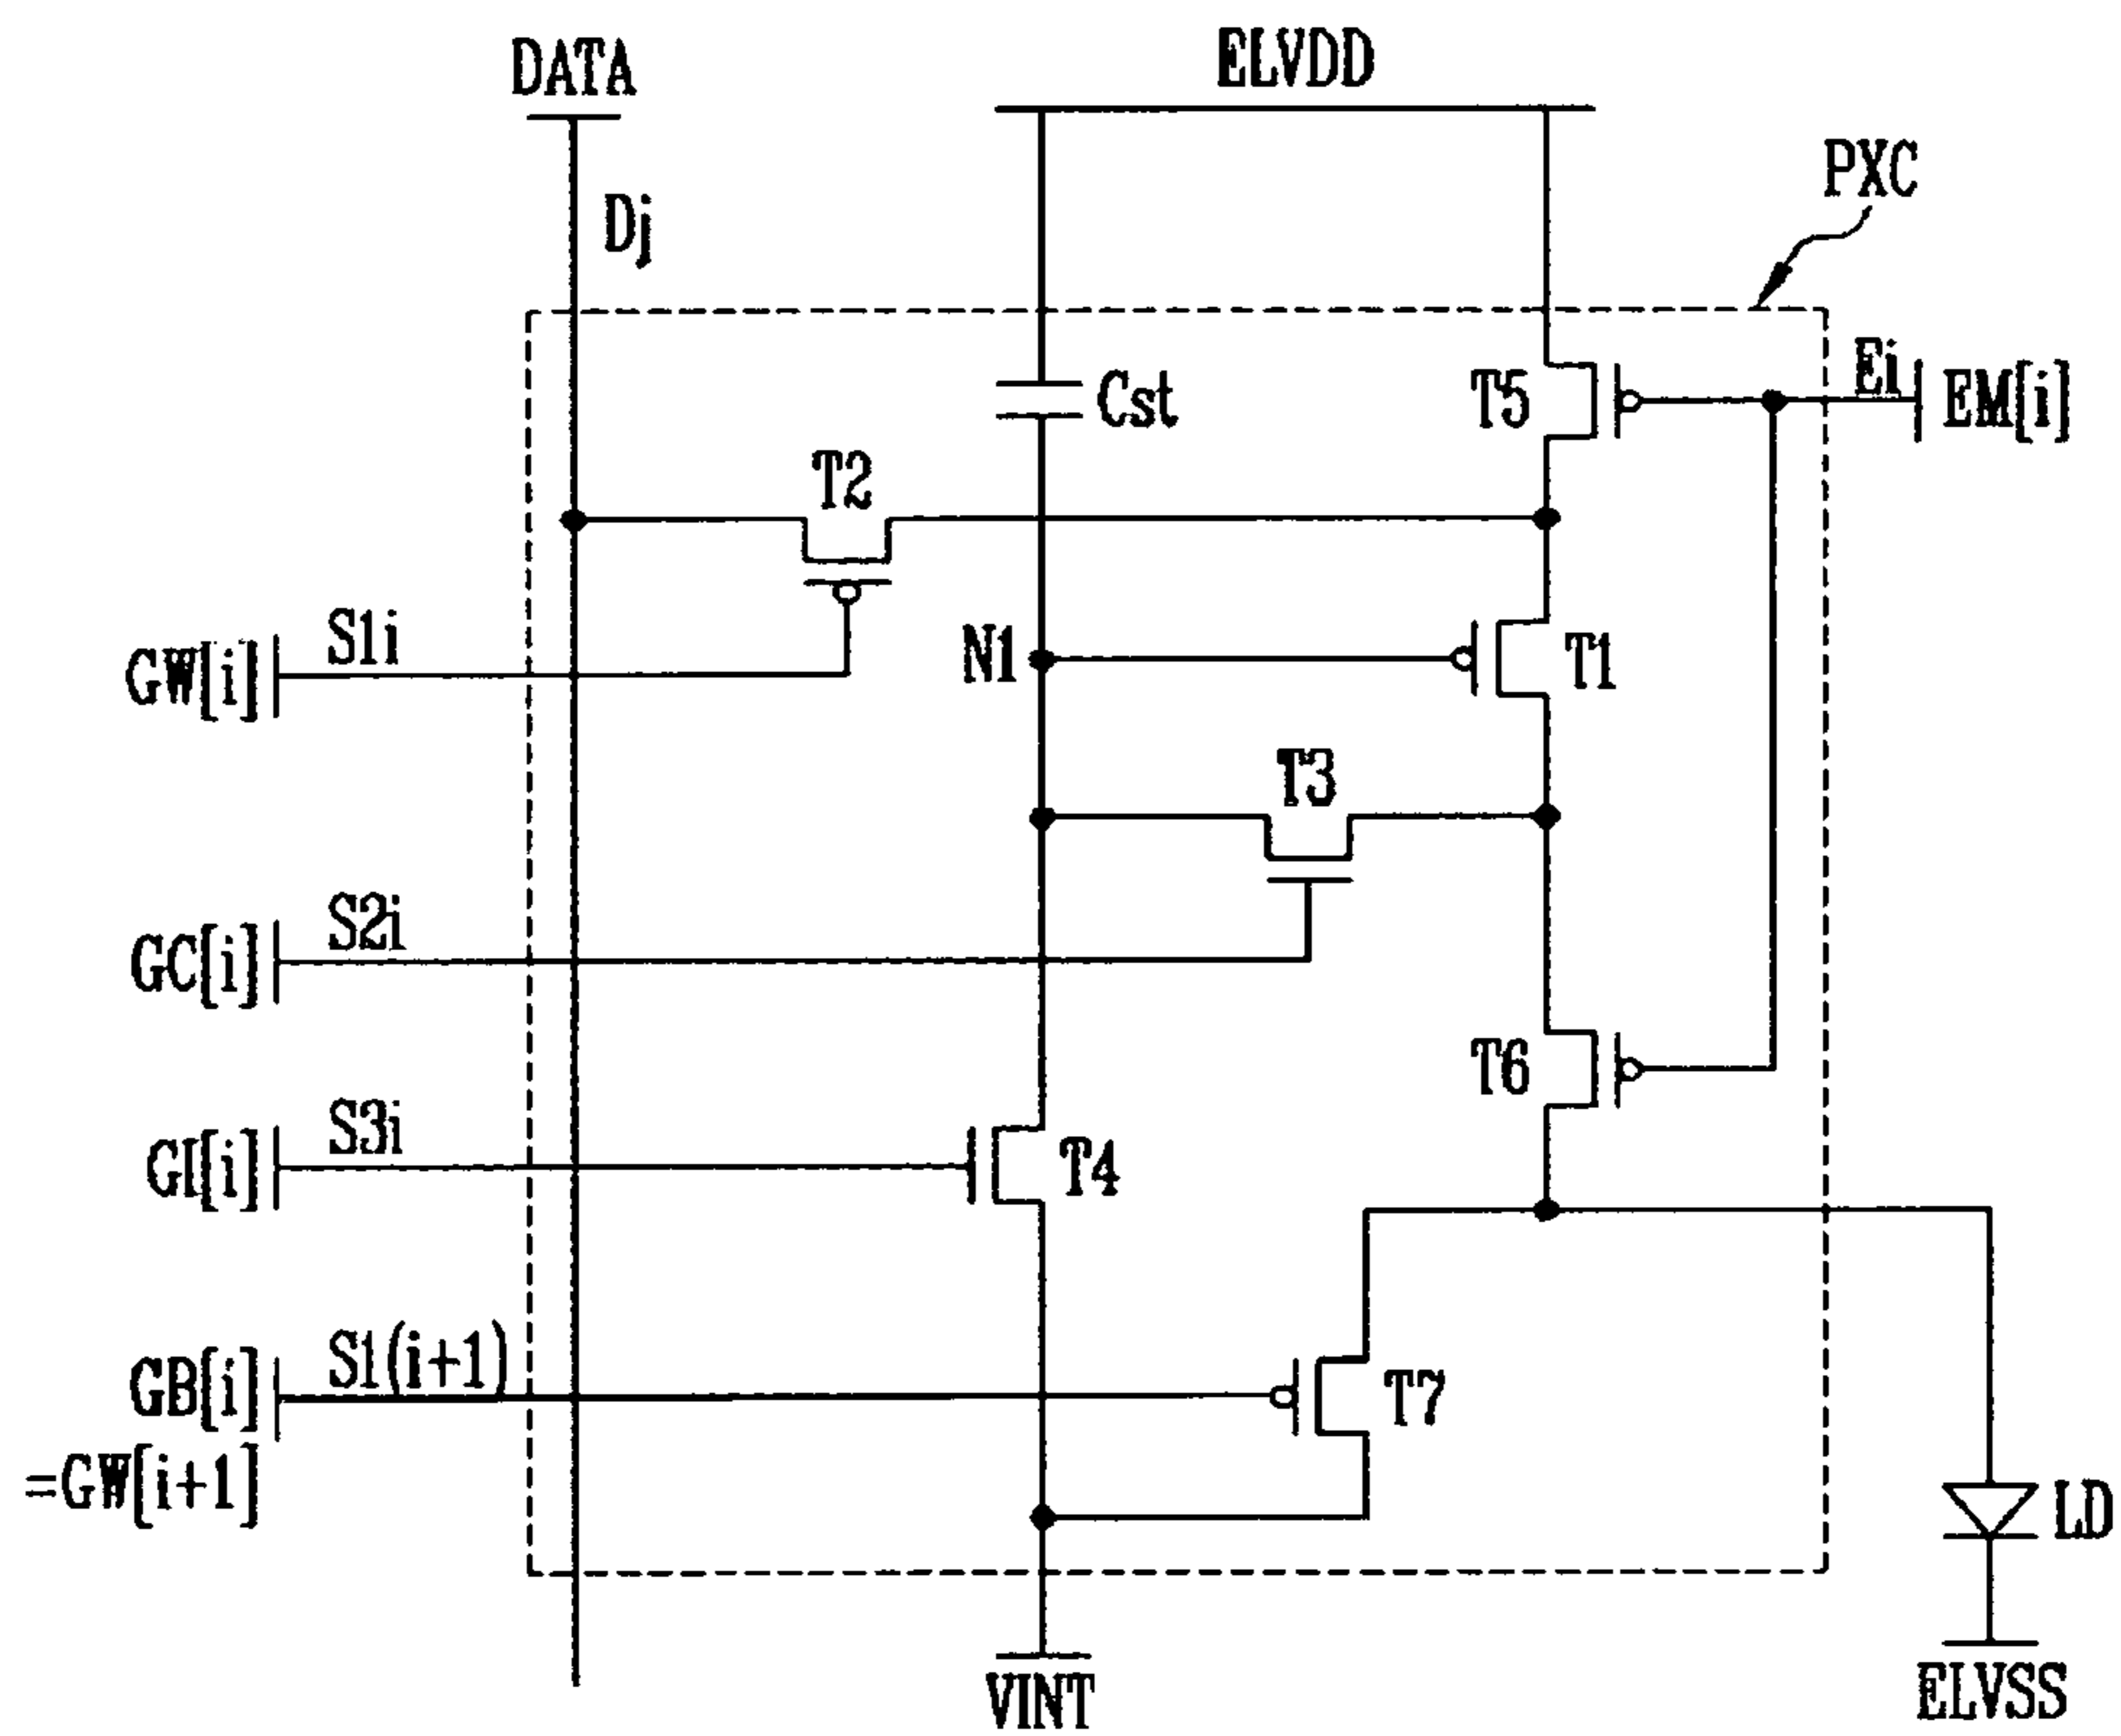 DATA
ELVDD
PXC
Dj
Ei
T5
EM[i]
Cst
T2
S1i
N1
T1
GW[i]
T3
S2i
GC[i]
T6
S3i
GI[i]
T4
S1(i+1)
GB[i]
T7
=GW[i+1]
LD
VINT
ELVSS